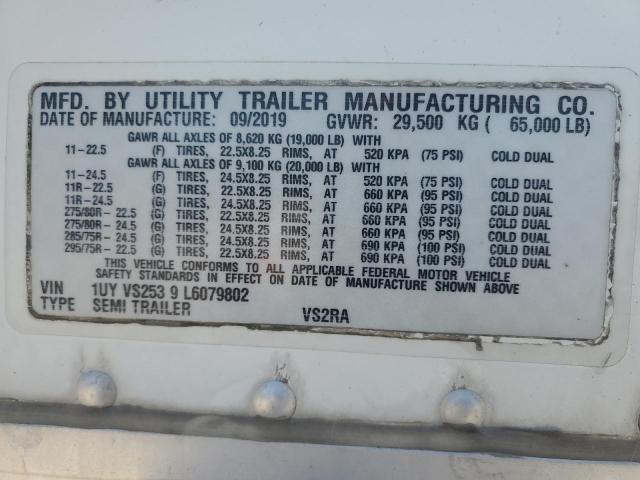 MFD. BY UTILITY TRAILER MANUFACTURING CO.
DATE OF MANUFACTURE: 09/2019 GVWR: 29,500 KG ( 65,000 LB)
GAWR ALL AXLES OF 8,620 KG (19,000 LB) WITH
11-22.5 (F) TIRES, 22.5X8.25 RIMS, AT 520 KPA (75 PSI) COLD DUAL
GAWR ALL AXLES OF 9,100 KG (20,000 LB) WITH
11-24.5 (F) TIRES, 24.5X8.25 RIMS, AT 520 KPA (75 PSI) COLD DUAL
11R-22.5 (G) TIRES, 22.5X8.25 RIMS, AT 660 KPA (95 PSI) COLD DUAL
11R-24.5 (G) TIRES, 24.5X8.25 RIMS, AT 660 KPA (95 PSI) COLD DUAL
275/80R-22.5 (G) TIRES, 22.5X8.25 RIMS, AT 660 KPA (95 PSI) COLD DUAL
275/80R-24.5 (G) TIRES, 24.5X8.25 RIMS, AT 660 KPA (95 PSI) COLD DUAL
285/75R-24.5 (G) TIRES, 24.5X8.25 RIMS, AT 690 KPA (100 PSI) COLD DUAL
295/75R-22.5 (G) TIRES, 22.5X8.25 RIMS, AT 690 KPA (100 PSI) COLD DUAL
THIS VEHICLE CONFORMS TO ALL APPLICABLE FEDERAL MOTOR VEHICLE
SAFETY STANDARDS IN EFFECT ON DATE OF MANUFACTURE SHOWN ABOVE
VIN 1UY VS253 9 L6079802
TYPE SEMI TRAILER VS2RA